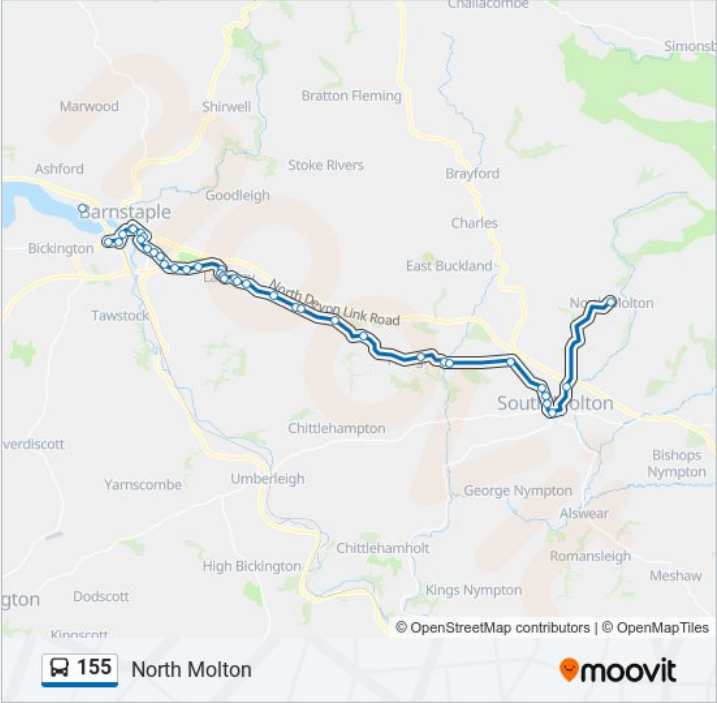 Challacombe
Simonsb
Marwood
Shirwell
Bratton Fleming
Ashford
Stoke Rivers
Brayford
Goodleigh
Barnstaple
Charles
Bickington
East Buckland
North Devon Link Road
North Molton
Tawstock
South Molton
Chittlehampton
verdiscott
Bishops
Nympton
Yarnscombe
Umberleigh
George Nympton
Alswear
Chittlehamholt
Romansleigh
High Bickington
Meshaw
gton
Dodscott
Kings Nympton
Kingscott
© OpenStreetMap contributors | © OpenMapTiles
155 North Molton
moovit